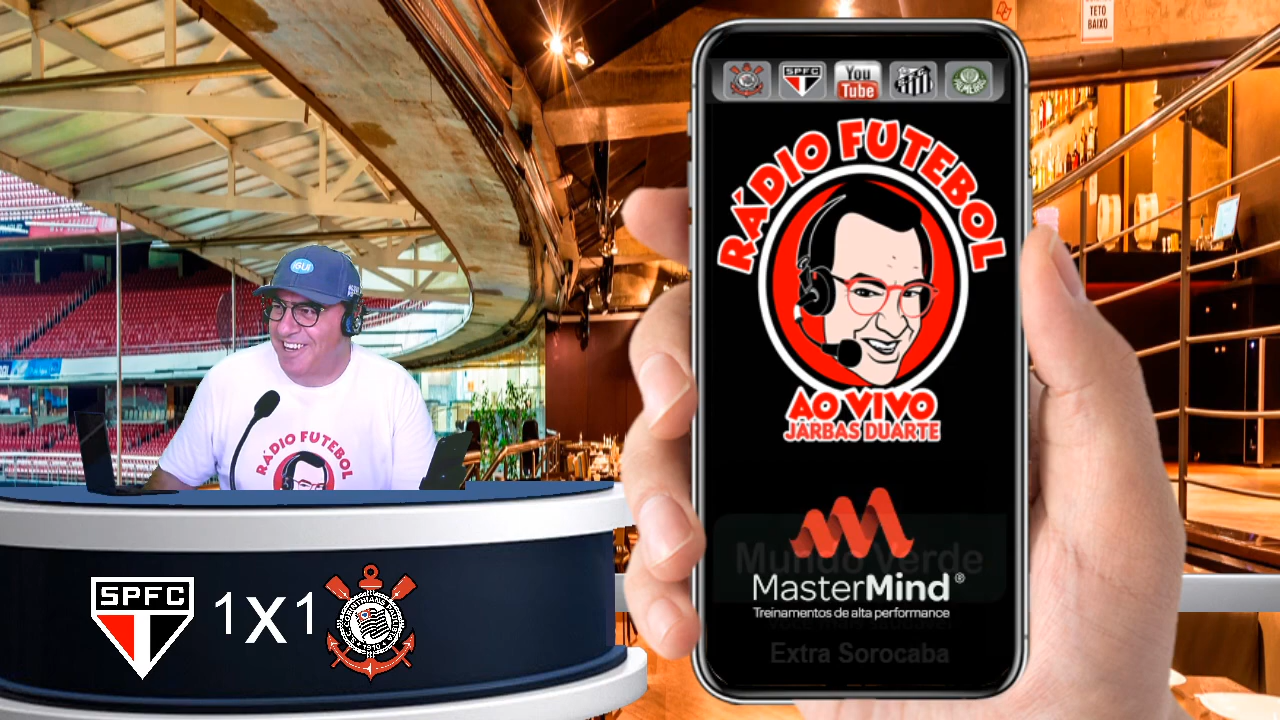 TETO
BAIXO
SPFC
You
Tube
RÁDIO FUTEBOL
AO VIVO
JARBAS DUARTE
iGUi
RÁDIO FUTEBOL
Mundo Verde
MasterMind®
Treinamentos de alta performance
Extra Sorocaba
SPFC
1x1